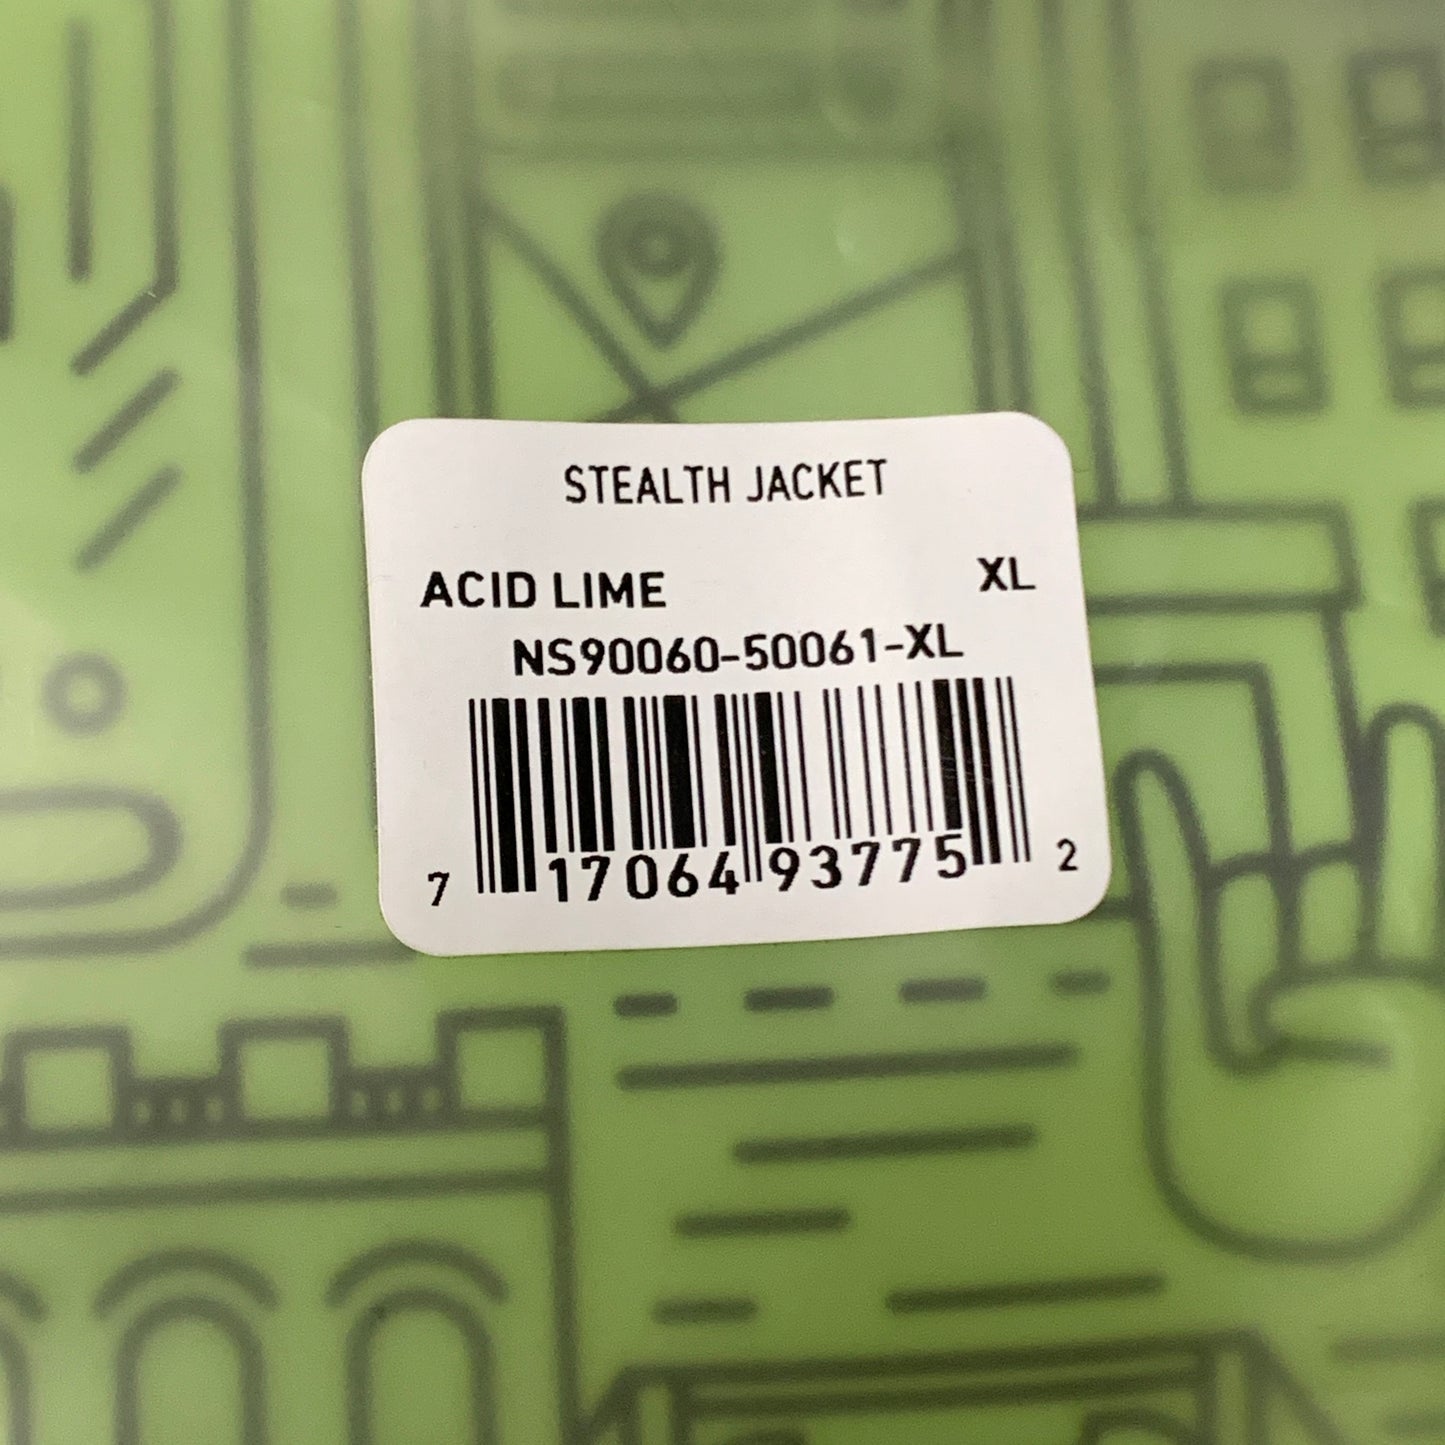 STEALTH JACKET
ACID LIME XL
NS90060-50061-XL
7 17064 93775 2